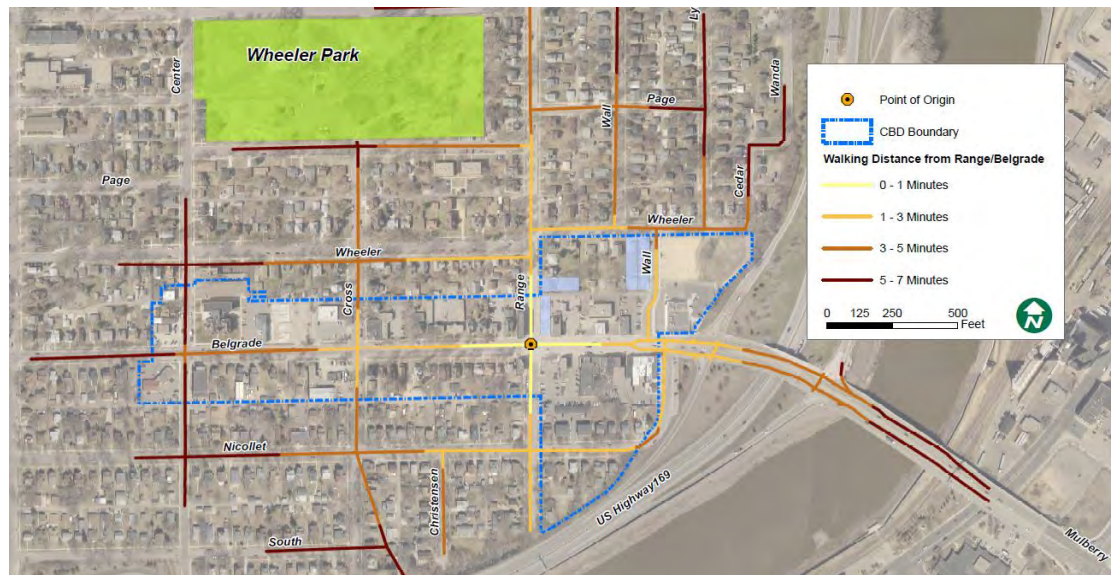 Wheeler Park
Center
Page
Wall
Ly
Wanda
Page
Cedar
Wheeler
Wheeler
Wall
Range
Cross
Belgrade
Nicollet
Christensen
South
US Highway169
Mulberry
Point of Origin
CBD Boundary
Walking Distance from Range/Belgrade
0 - 1 Minutes
1 - 3 Minutes
3 - 5 Minutes
5 - 7 Minutes
0 125 250 500
Feet
N